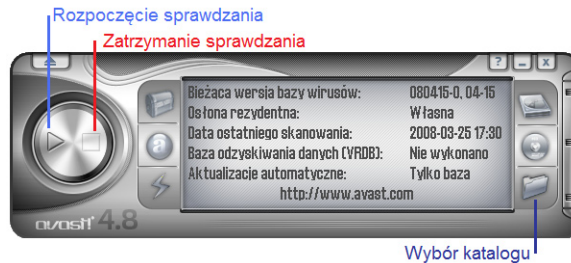 Rozpoczęcie sprawdzania
Zatrzymanie sprawdzania
? _ x
Bieżąca wersja bazy wirusów: 080415-0, 04-15
Osłona rezydentna: Własna
Data ostatniego skanowania: 2008-03-25 17:30
Baza odzyskiwania danych (VRDB): Nie wykonano
Aktualizacje automatyczne: Tylko baza
http://www.avast.com
a
avast! 4.8
Wybór katalogu